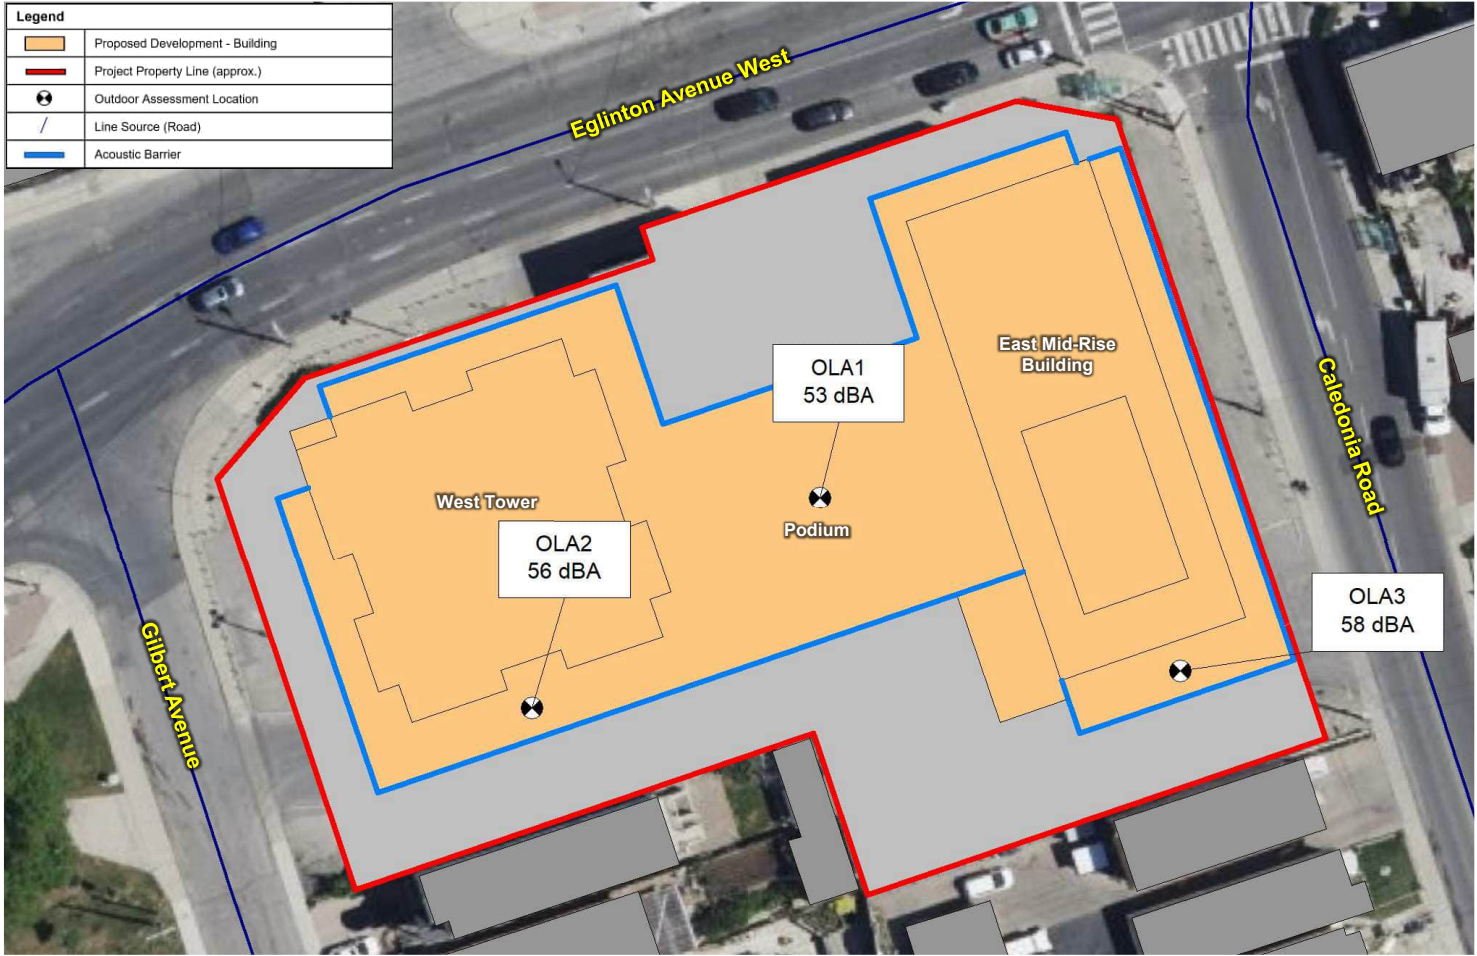 Legend
Proposed Development - Building
Project Property Line (approx.)
Outdoor Assessment Location
Line Source (Road)
Acoustic Barrier
Eglinton Avenue West
East Mid-Rise
Building
OLA1
53 dBA
Caledonia Road
West Tower
Podium
OLA2
56 dBA
OLA3
58 dBA
Gilbert Avenue